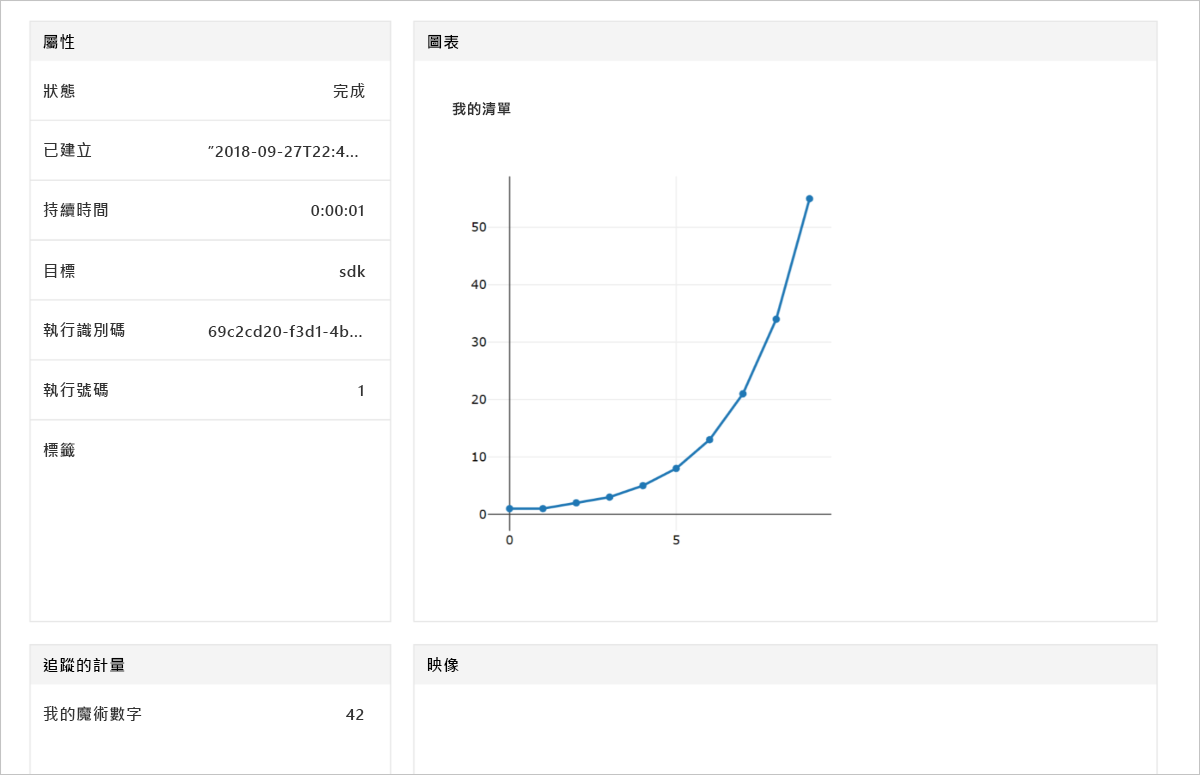 屬性
狀態 完成
已建立 "2018-09-27T22:4...
持續時間 0:00:01
目標 sdk
執行識別碼 69c2cd20-f3d1-4b...
執行號碼 1
標籤
圖表
我的清單
50
40
30
20
10
0
0 5
追蹤的計量
我的魔術數字 42
映像